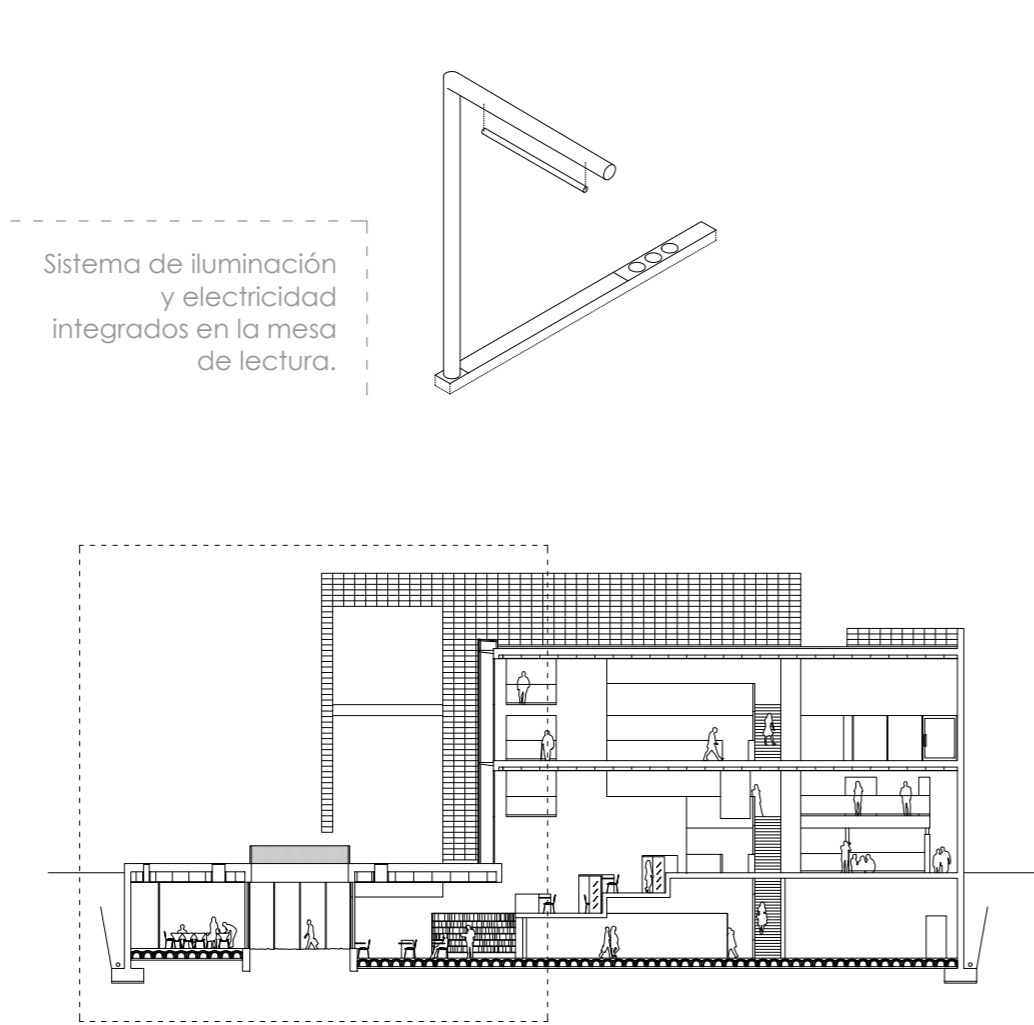 Sistema de iluminación
y electricidad
integrados en la mesa
de lectura.